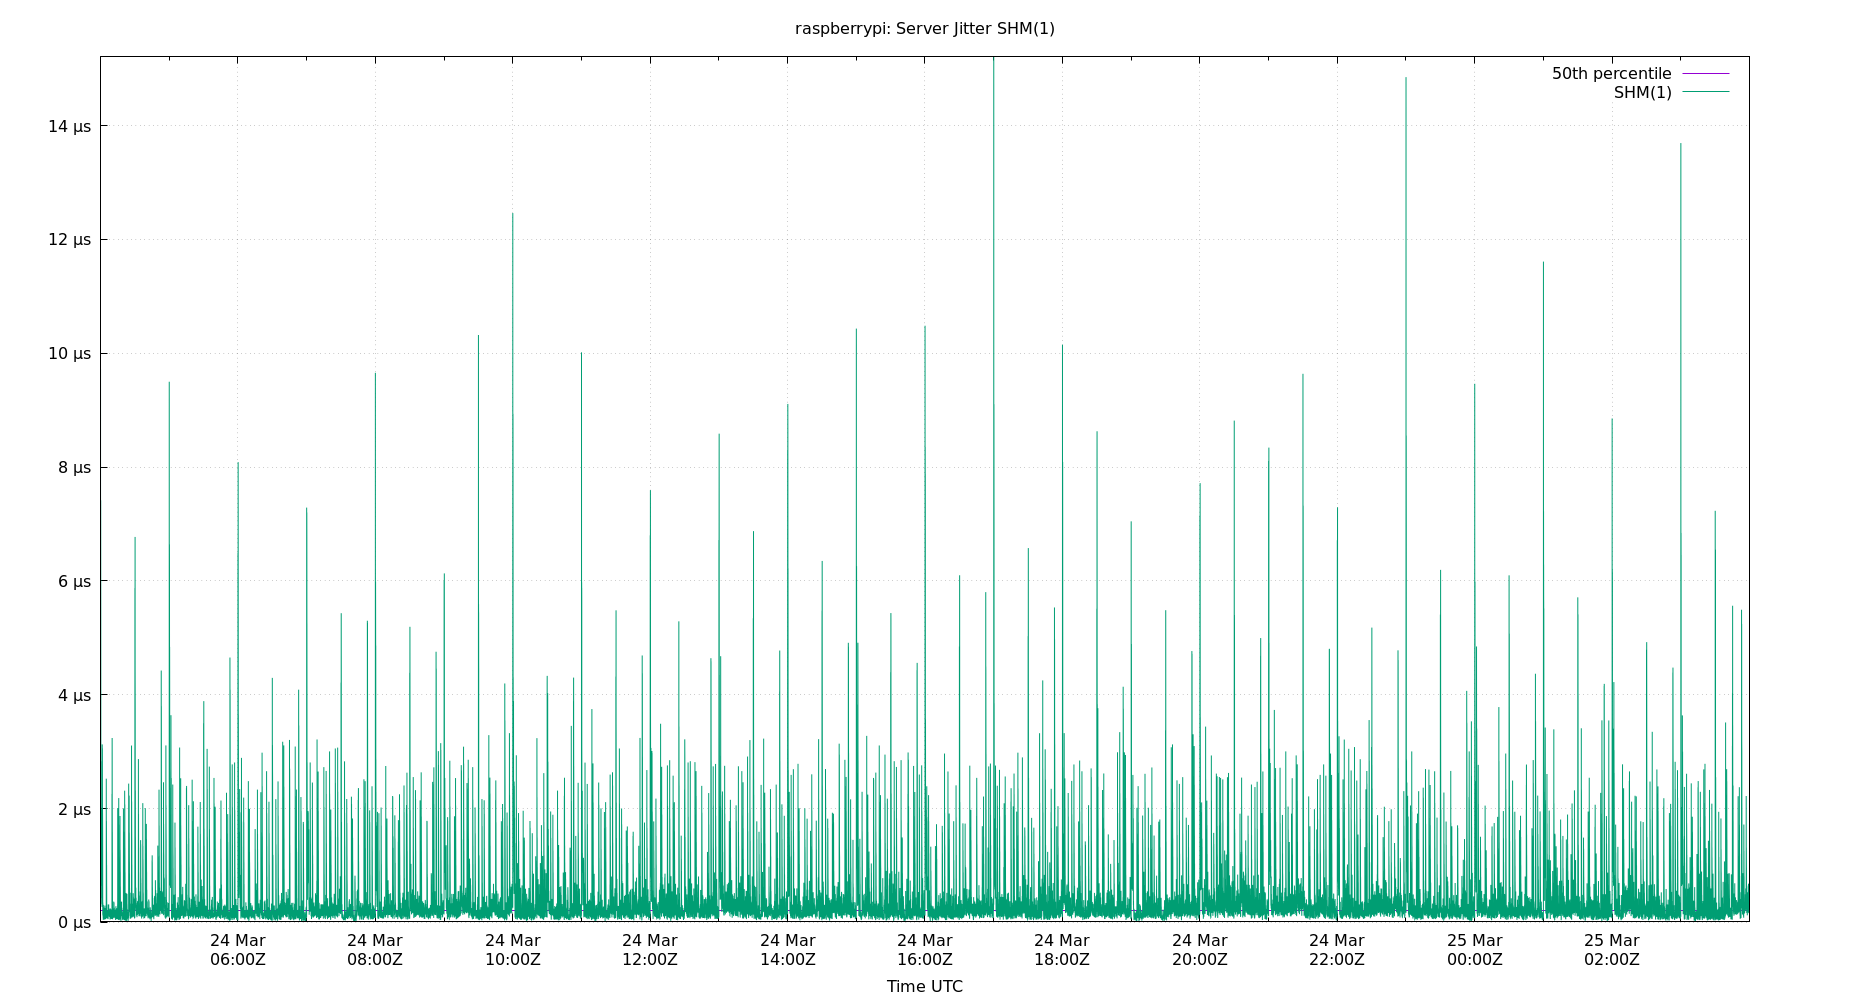 raspberrypi: Server Jitter SHM(1)
50th percentile
SHM(1)
14 µs
12 µs
10 µs
8 µs
6 µs
4 µs
2 µs
0 µs
24 Mar 24 Mar 24 Mar 24 Mar 24 Mar 24 Mar 24 Mar 24 Mar 24 Mar 25 Mar 25 Mar
06:00Z 08:00Z 10:00Z 12:00Z 14:00Z 16:00Z 18:00Z 20:00Z 22:00Z 00:00Z 02:00Z
Time UTC